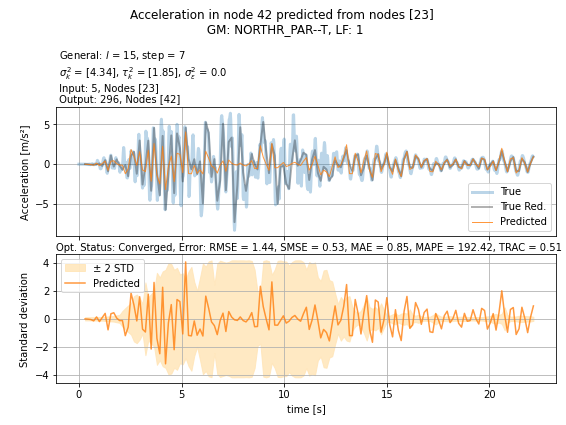 Acceleration in node 42 predicted from nodes [23]
GM: NORTHR_PAR--T, LF: 1
General: l = 15, step = 7
σ_k^2 = [4.34], τ_k^2 = [1.85], σ_ε^2 = 0.0
Input: 5, Nodes [23]
Output: 296, Nodes [42]
Acceleration [m/s²]
5
0
−5
True
True Red.
Predicted
Opt. Status: Converged, Error: RMSE = 1.44, SMSE = 0.53, MAE = 0.85, MAPE = 192.42, TRAC = 0.51
Standard deviation
4
2
0
−2
−4
± 2 STD
Predicted
0
5
10
15
20
time [s]